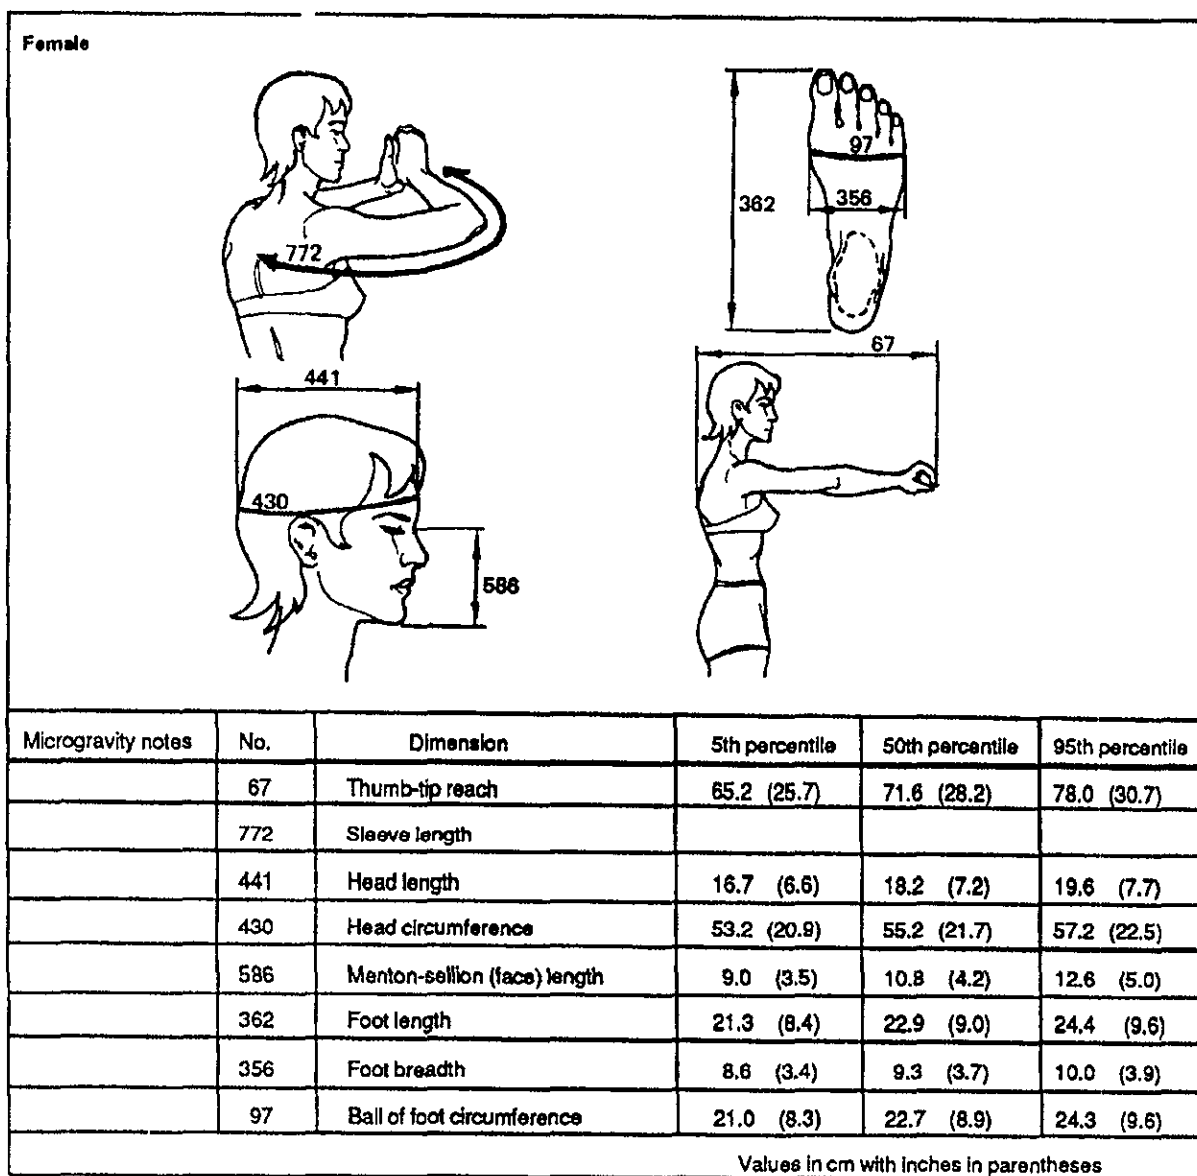 Female
97
362
356
772
67
441
430
586
Microgravity notes No. Dimension 5th percentile 50th percentile 95th percentile
67 Thumb-tip reach 65.2 (25.7) 71.6 (28.2) 78.0 (30.7)
772 Sleeve length
441 Head length 16.7 (6.6) 18.2 (7.2) 19.6 (7.7)
430 Head circumference 53.2 (20.9) 55.2 (21.7) 57.2 (22.5)
586 Menton-sellion (face) length 9.0 (3.5) 10.8 (4.2) 12.6 (5.0)
362 Foot length 21.3 (8.4) 22.9 (9.0) 24.4 (9.6)
356 Foot breadth 8.6 (3.4) 9.3 (3.7) 10.0 (3.9)
97 Ball of foot circumference 21.0 (8.3) 22.7 (8.9) 24.3 (9.6)
Values in cm with inches in parentheses